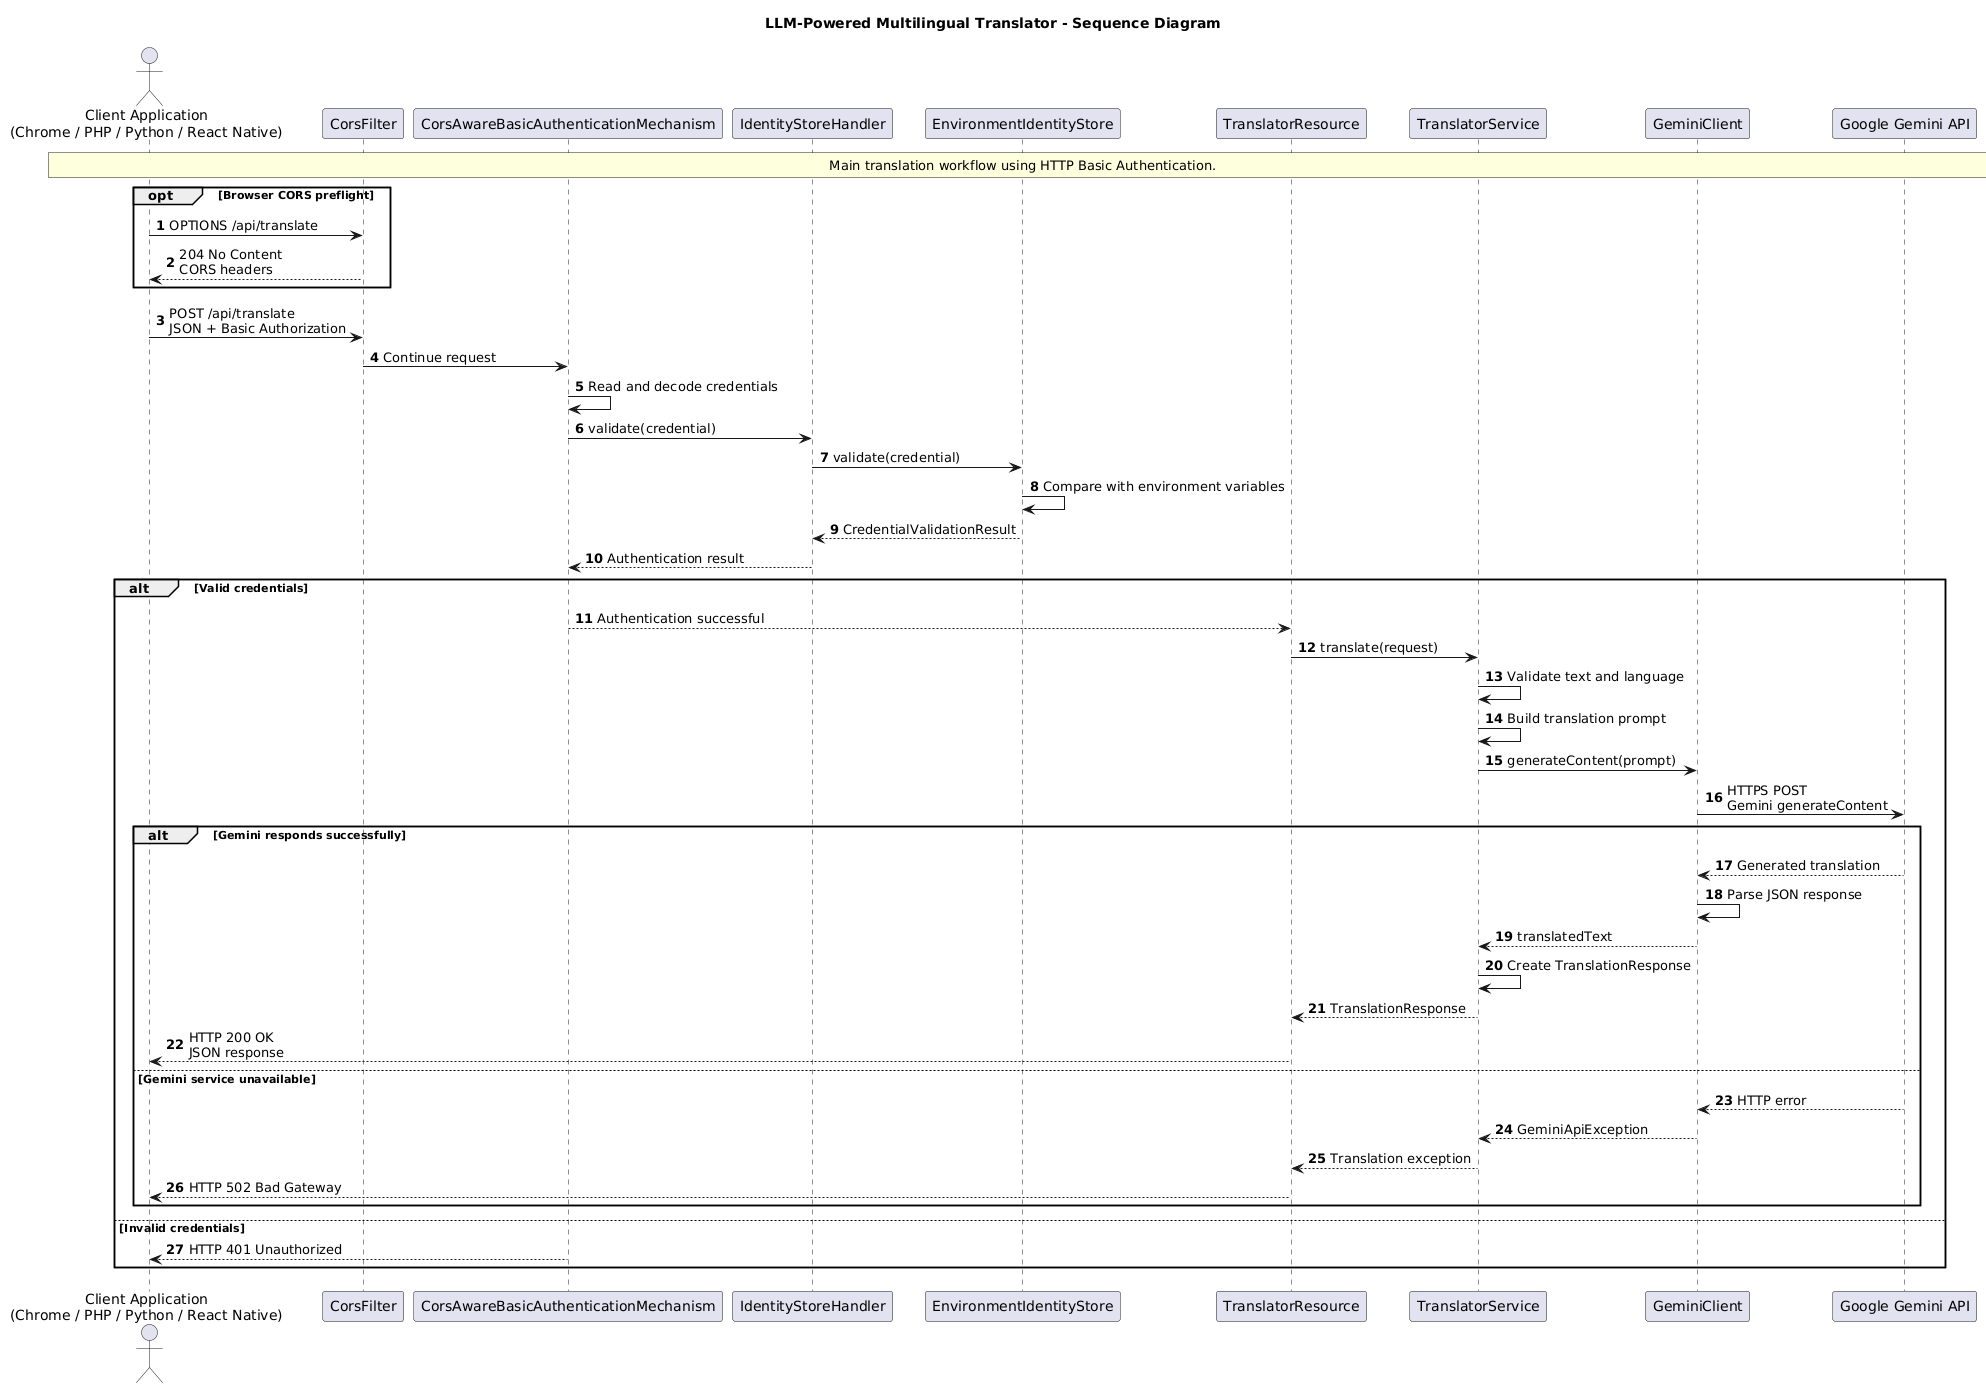 LLM-Powered Multilingual Translator - Sequence Diagram
Client Application
(Chrome / PHP / Python / React Native)
CorsFilter
CorsAwareBasicAuthenticationMechanism
IdentityStoreHandler
EnvironmentIdentityStore
TranslatorResource
TranslatorService
GeminiClient
Google Gemini API
Main translation workflow using HTTP Basic Authentication.
opt [Browser CORS preflight]
1 OPTIONS /api/translate
2 204 No Content
CORS headers
3 POST /api/translate
JSON + Basic Authorization
4 Continue request
5 Read and decode credentials
6 validate(credential)
7 validate(credential)
8 Compare with environment variables
9 CredentialValidationResult
10 Authentication result
alt [Valid credentials]
11 Authentication successful
12 translate(request)
13 Validate text and language
14 Build translation prompt
15 generateContent(prompt)
16 HTTPS POST
Gemini generateContent
alt [Gemini responds successfully]
17 Generated translation
18 Parse JSON response
19 translatedText
20 Create TranslationResponse
21 TranslationResponse
22 HTTP 200 OK
JSON response
[Gemini service unavailable]
23 HTTP error
24 GeminiApiException
25 Translation exception
26 HTTP 502 Bad Gateway
[Invalid credentials]
27 HTTP 401 Unauthorized
Client Application
(Chrome / PHP / Python / React Native)
CorsFilter
CorsAwareBasicAuthenticationMechanism
IdentityStoreHandler
EnvironmentIdentityStore
TranslatorResource
TranslatorService
GeminiClient
Google Gemini API